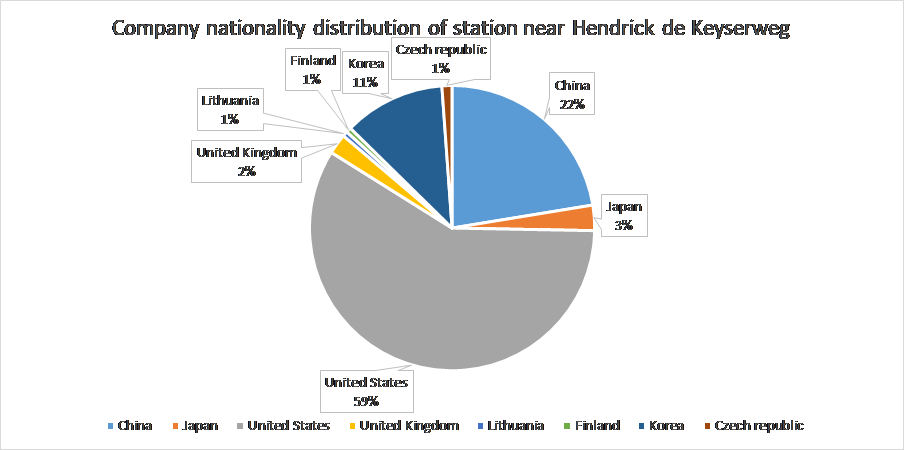 Company nationality distribution of station near Hendrick de Keyserweg
Czech republic
1%
Finland
1%
Korea
11%
China
22%
Lithuania
1%
United Kingdom
2%
Japan
3%
United States
59%
China Japan United States United Kingdom Lithuania Finland Korea Czech republic